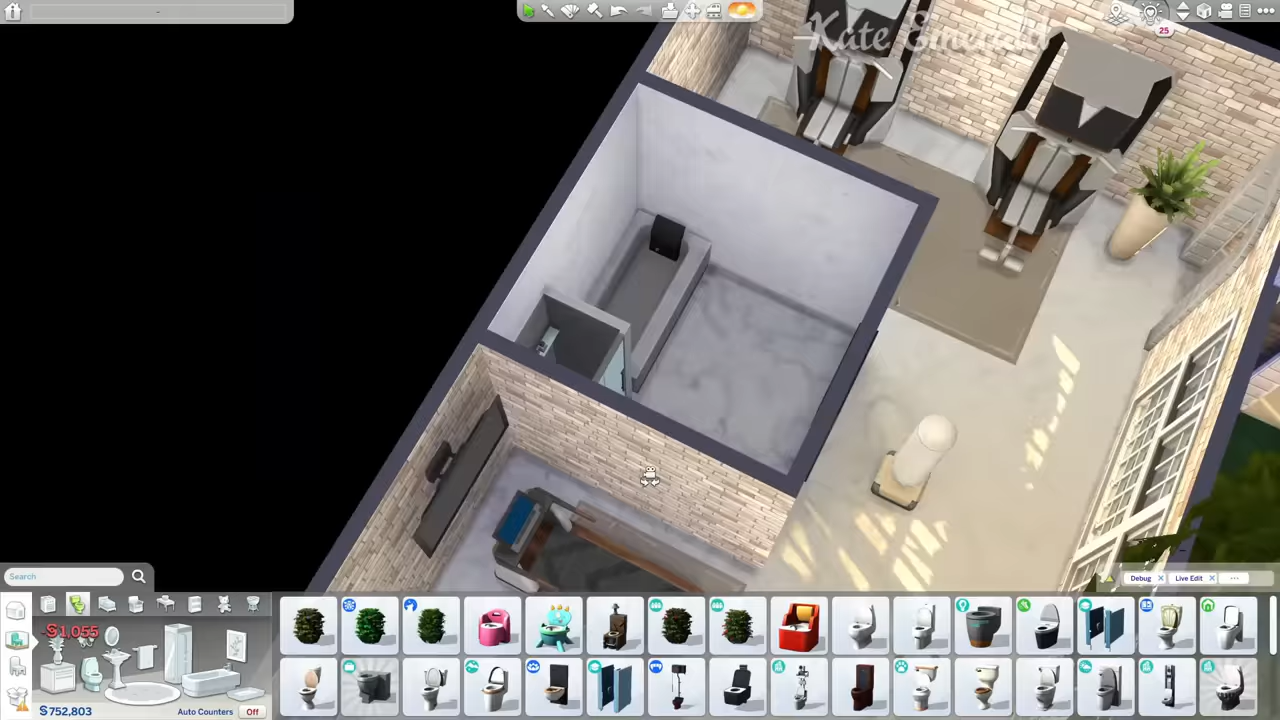 -
Kate Emerald
25
Debug X
Live Edit X
...
Search
-§1,055
§752,803
Auto Counters
Off